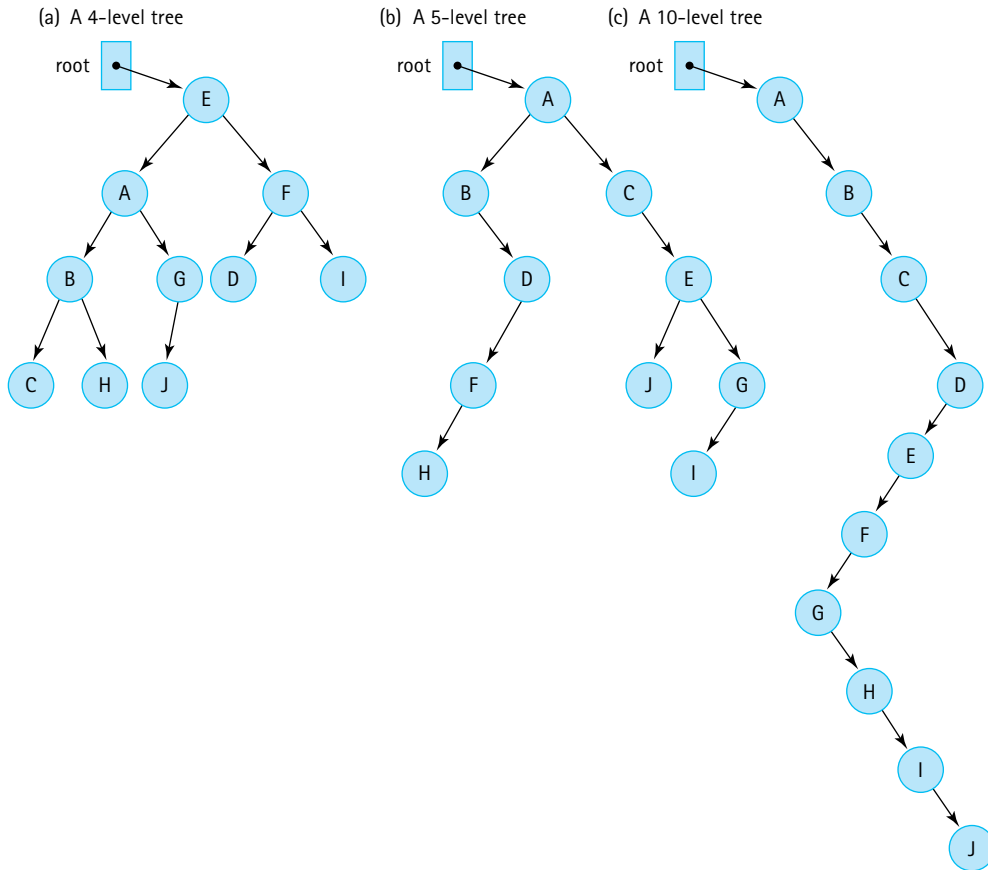 (a) A 4-level tree
(b) A 5-level tree
(c) A 10-level tree
root
root
root
E
A
A
A
F
B
C
B
B
G
D
I
D
E
C
C
H
J
F
J
G
D
E
H
I
F
G
H
I
J